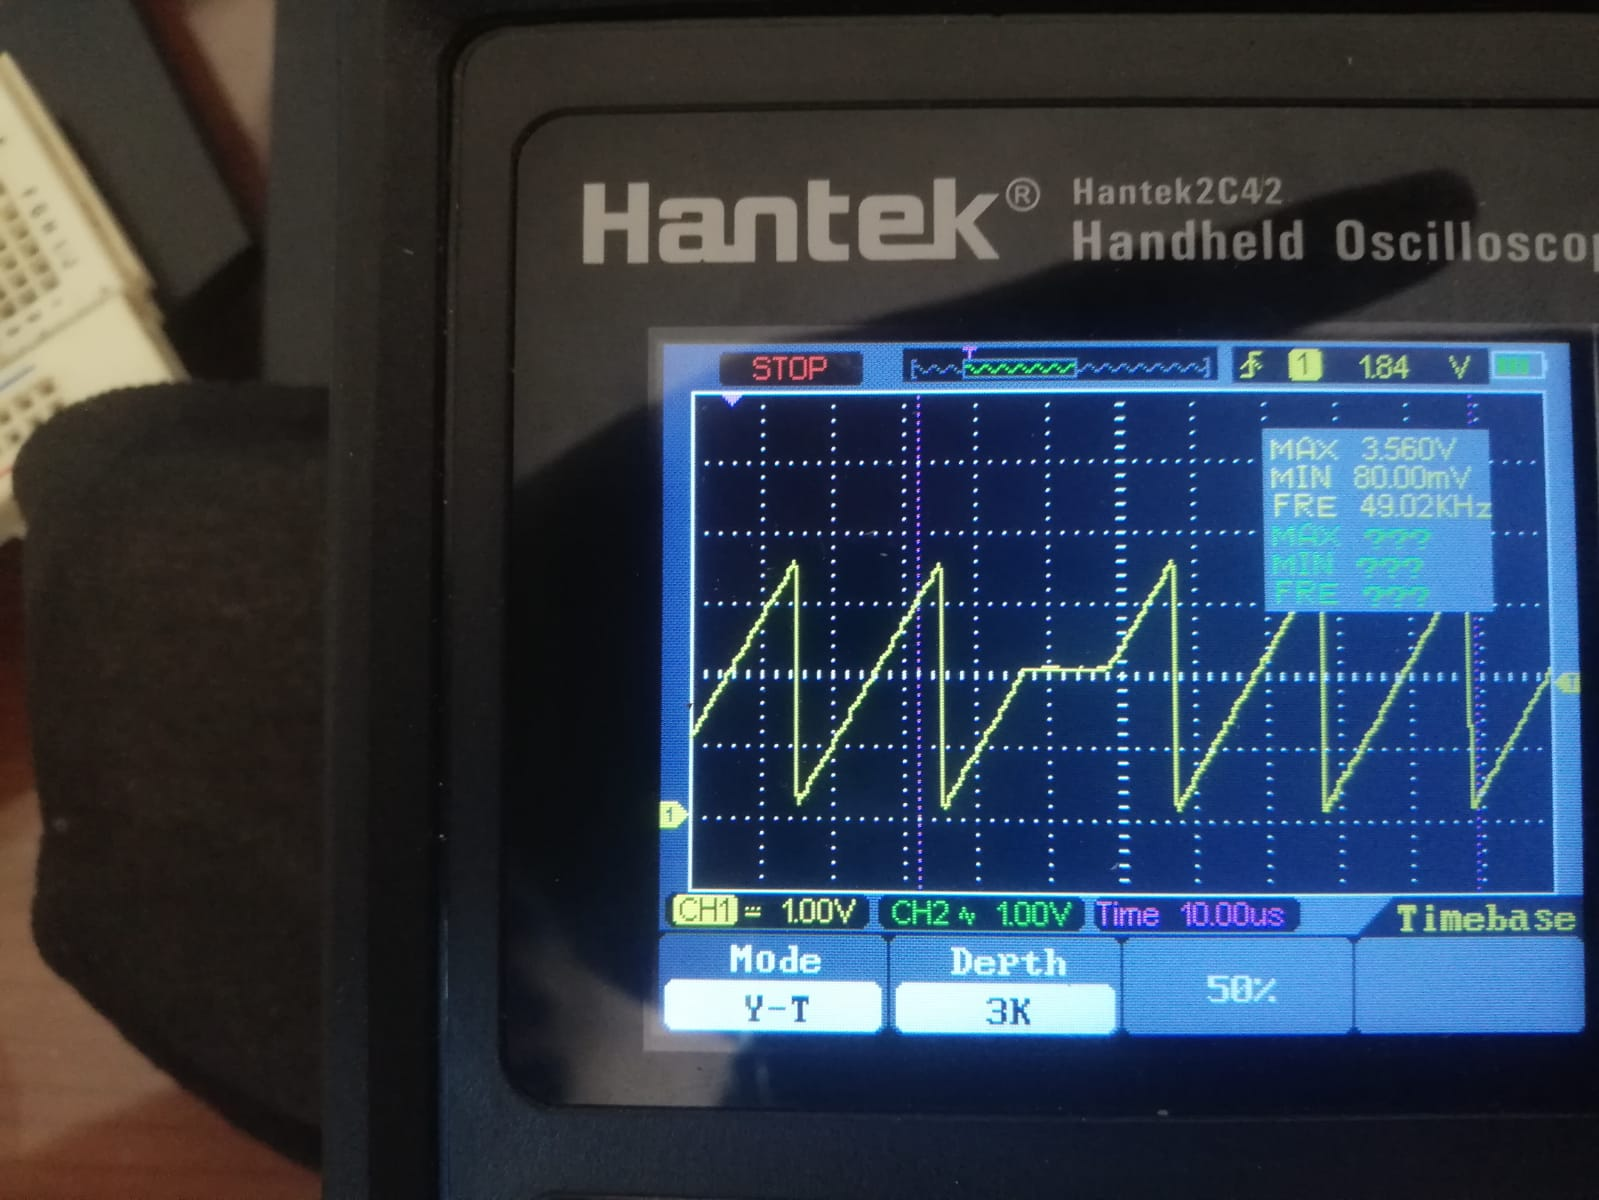 Hantek®
Hantek2C42
Handheld
STOP
T
1 1.84 V
MAX 3.560V
MIN 80.00mV
FRE 49.02KHz
MAX ???
MIN ???
FRE ???
1
CH1 1.00V CH2 1.00V Time 10.00us Timebase
Mode Depth
Y-T 3K 50%